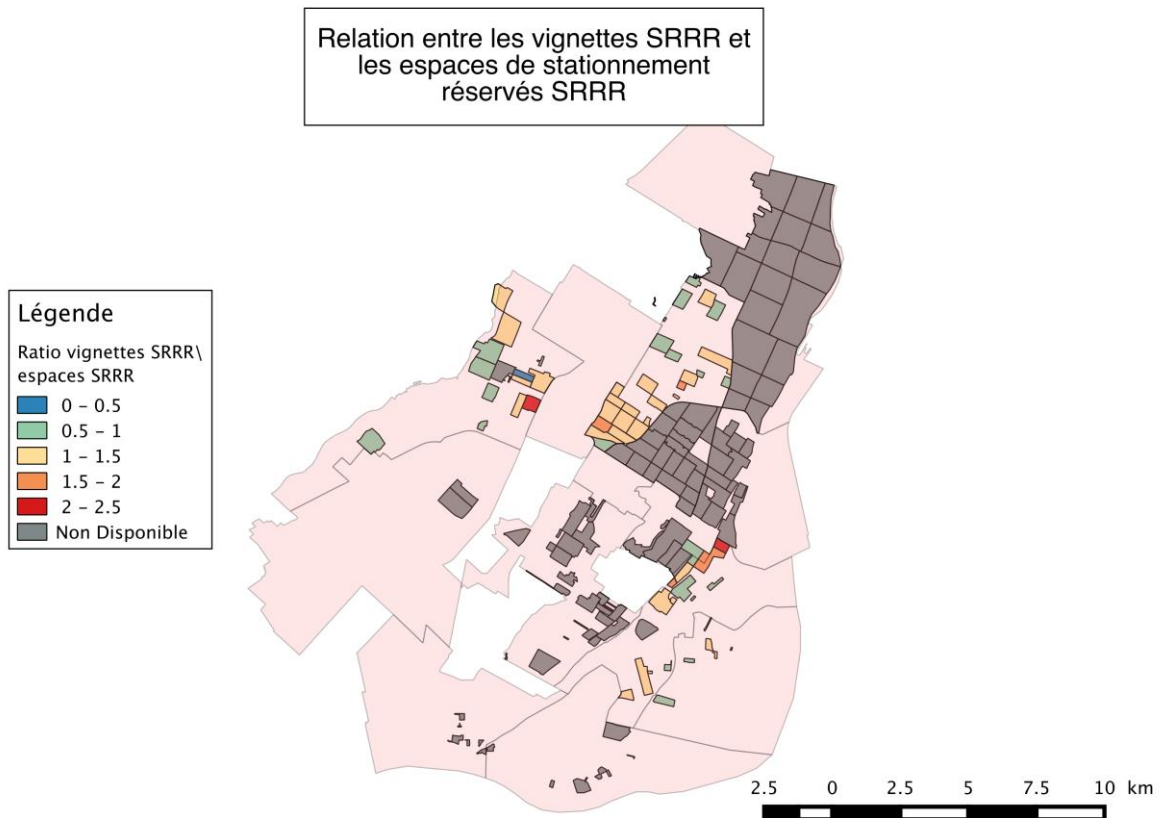 Relation entre les vignettes SRRR et
les espaces de stationnement
réservés SRRR
Légende
Ratio vignettes SRRR\
espaces SRRR
0 - 0.5
0.5 - 1
1 - 1.5
1.5 - 2
2 - 2.5
Non Disponible
2.5 0 2.5 5 7.5 10 km